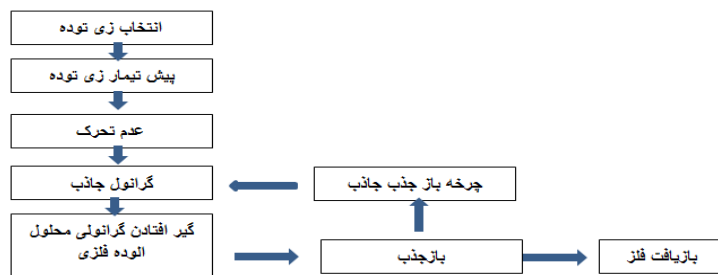 انتخاب زی توده
پیش تیمار زی توده
عدم تحرک
گرانول جاذب
چرخه باز جذب جاذب
گیر افتادن گرانولی محلول
الوده فلزی
بازجذب
بازیافت فلز